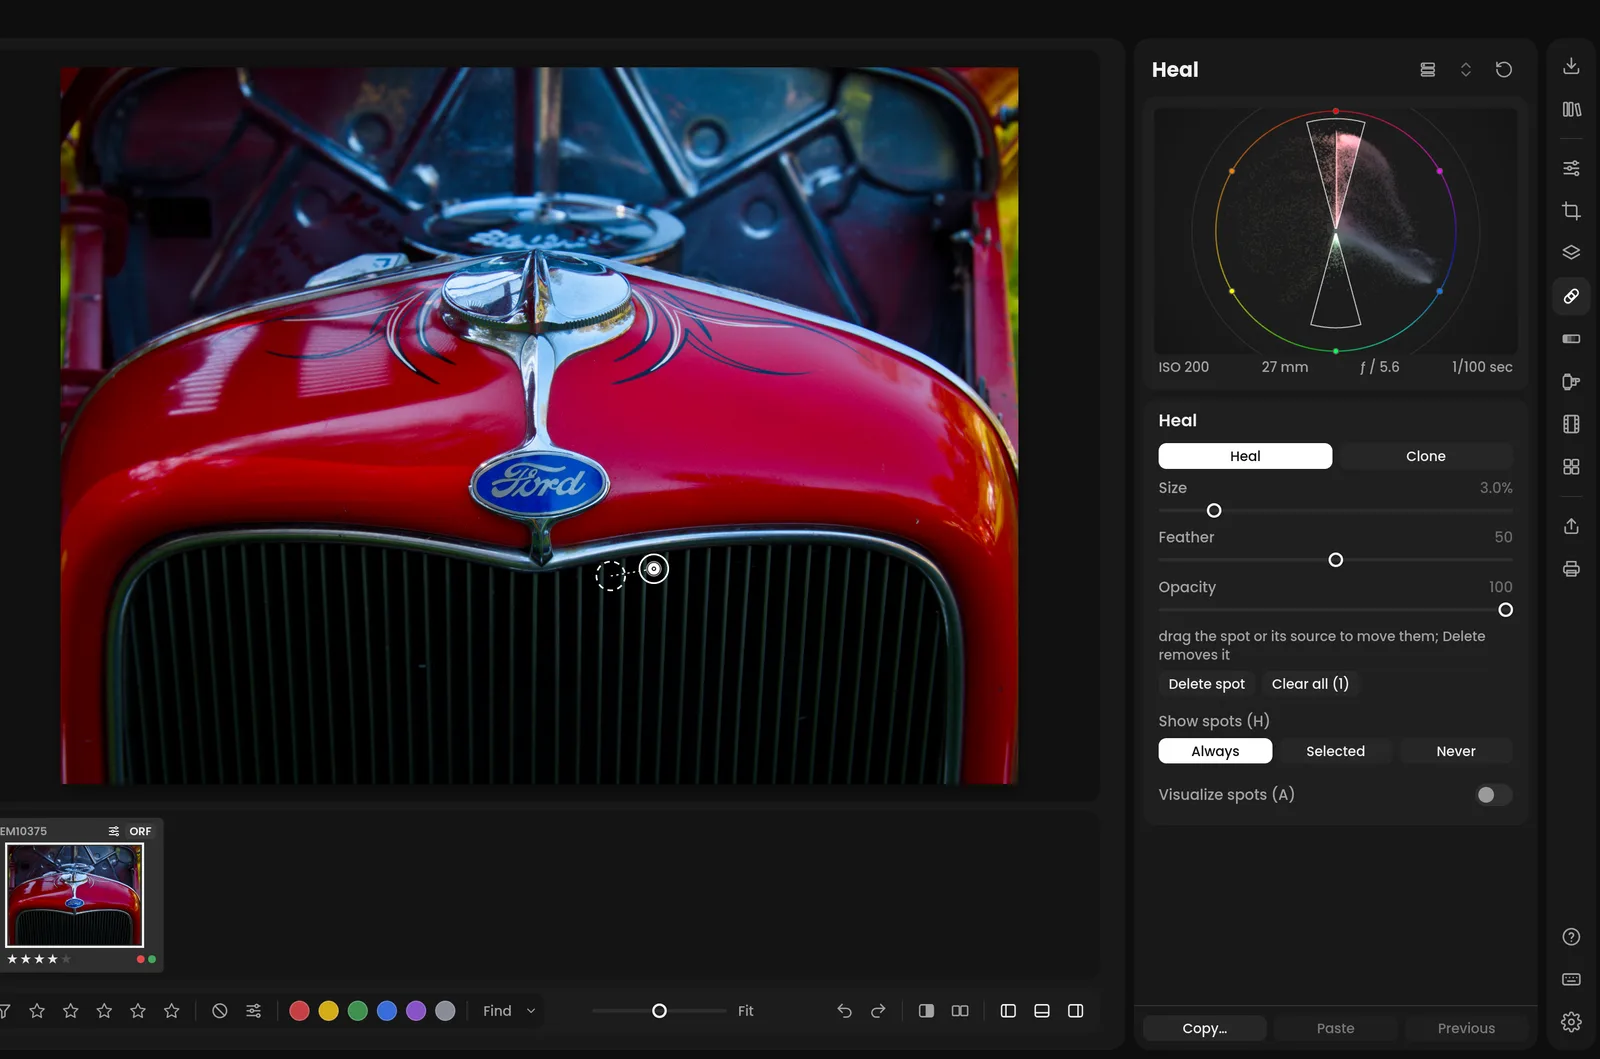 Heal
Ford
ISO 200
27 mm
ƒ / 5.6
1/100 sec
Heal
Heal
Clone
Size
3.0%
Feather
50
Opacity
100
drag the spot or its source to move them; Delete
removes it
Delete spot
Clear all (1)
Show spots (H)
Always
Selected
Never
Visualize spots (A)
EM10375
ORF
Find
Fit
Copy...
Paste
Previous